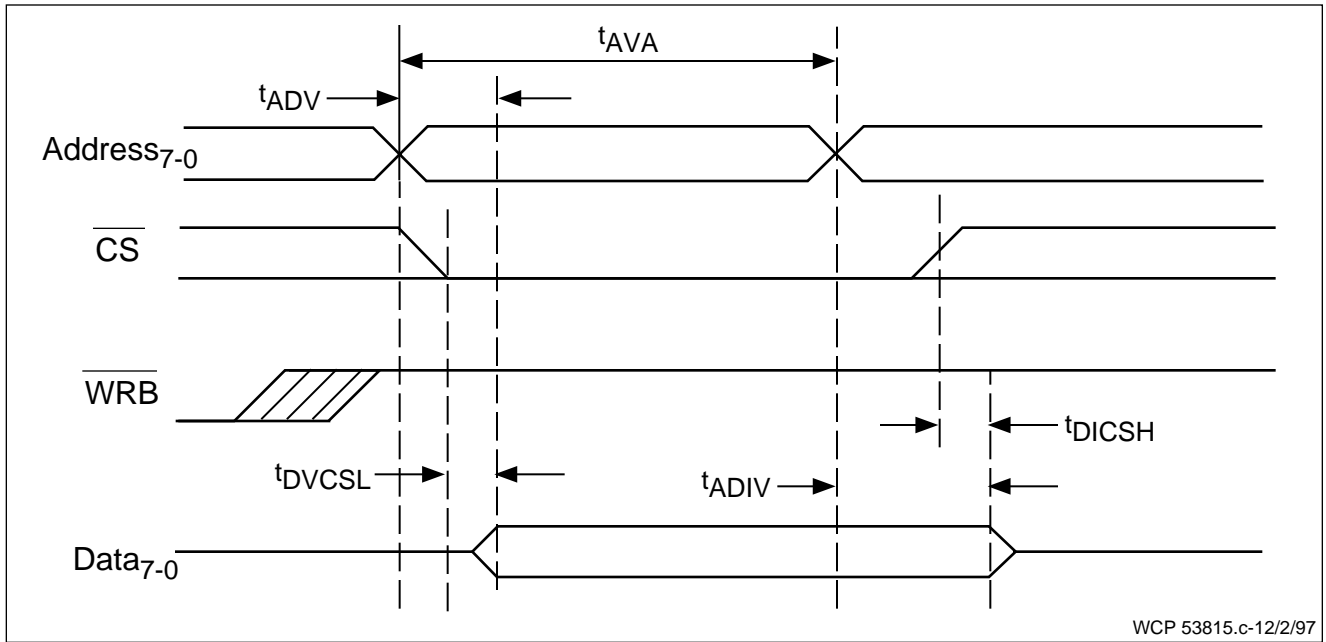 tAVA
tADV
Address7-0
CS
WRB
tDICSH
tDVCSL
tADIV
Data7-0
WCP 53815.c-12/2/97